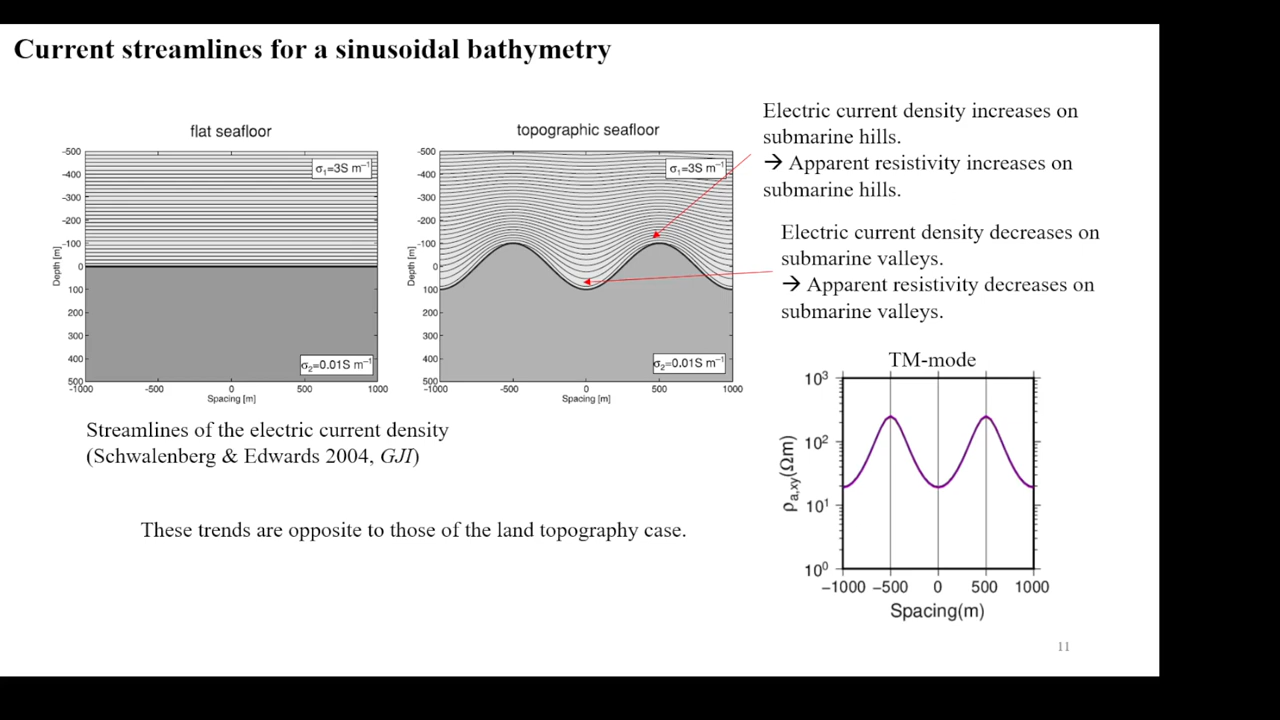 Current streamlines for a sinusoidal bathymetry
flat seafloor
-500
-400
-300
-200
-100
0
100
200
300
400
500
Depth [m]
σ₁=3S m⁻¹
σ₂=0.01S m⁻¹
-1000
-500
0
500
1000
Spacing [m]
topographic seafloor
-500
-400
-300
-200
-100
0
100
200
300
400
500
Depth [m]
σ₁=3S m⁻¹
σ₂=0.01S m⁻¹
-1000
-500
0
500
1000
Spacing [m]
Electric current density increases on
submarine hills.
→ Apparent resistivity increases on
submarine hills.
Electric current density decreases on
submarine valleys.
→ Apparent resistivity decreases on
submarine valleys.
Streamlines of the electric current density
(Schwalenberg & Edwards 2004, GJI)
These trends are opposite to those of the land topography case.
TM-mode
10³
10²
10¹
10⁰
ρa,xy(Ωm)
−1000 −500 0 500 1000
Spacing(m)
11